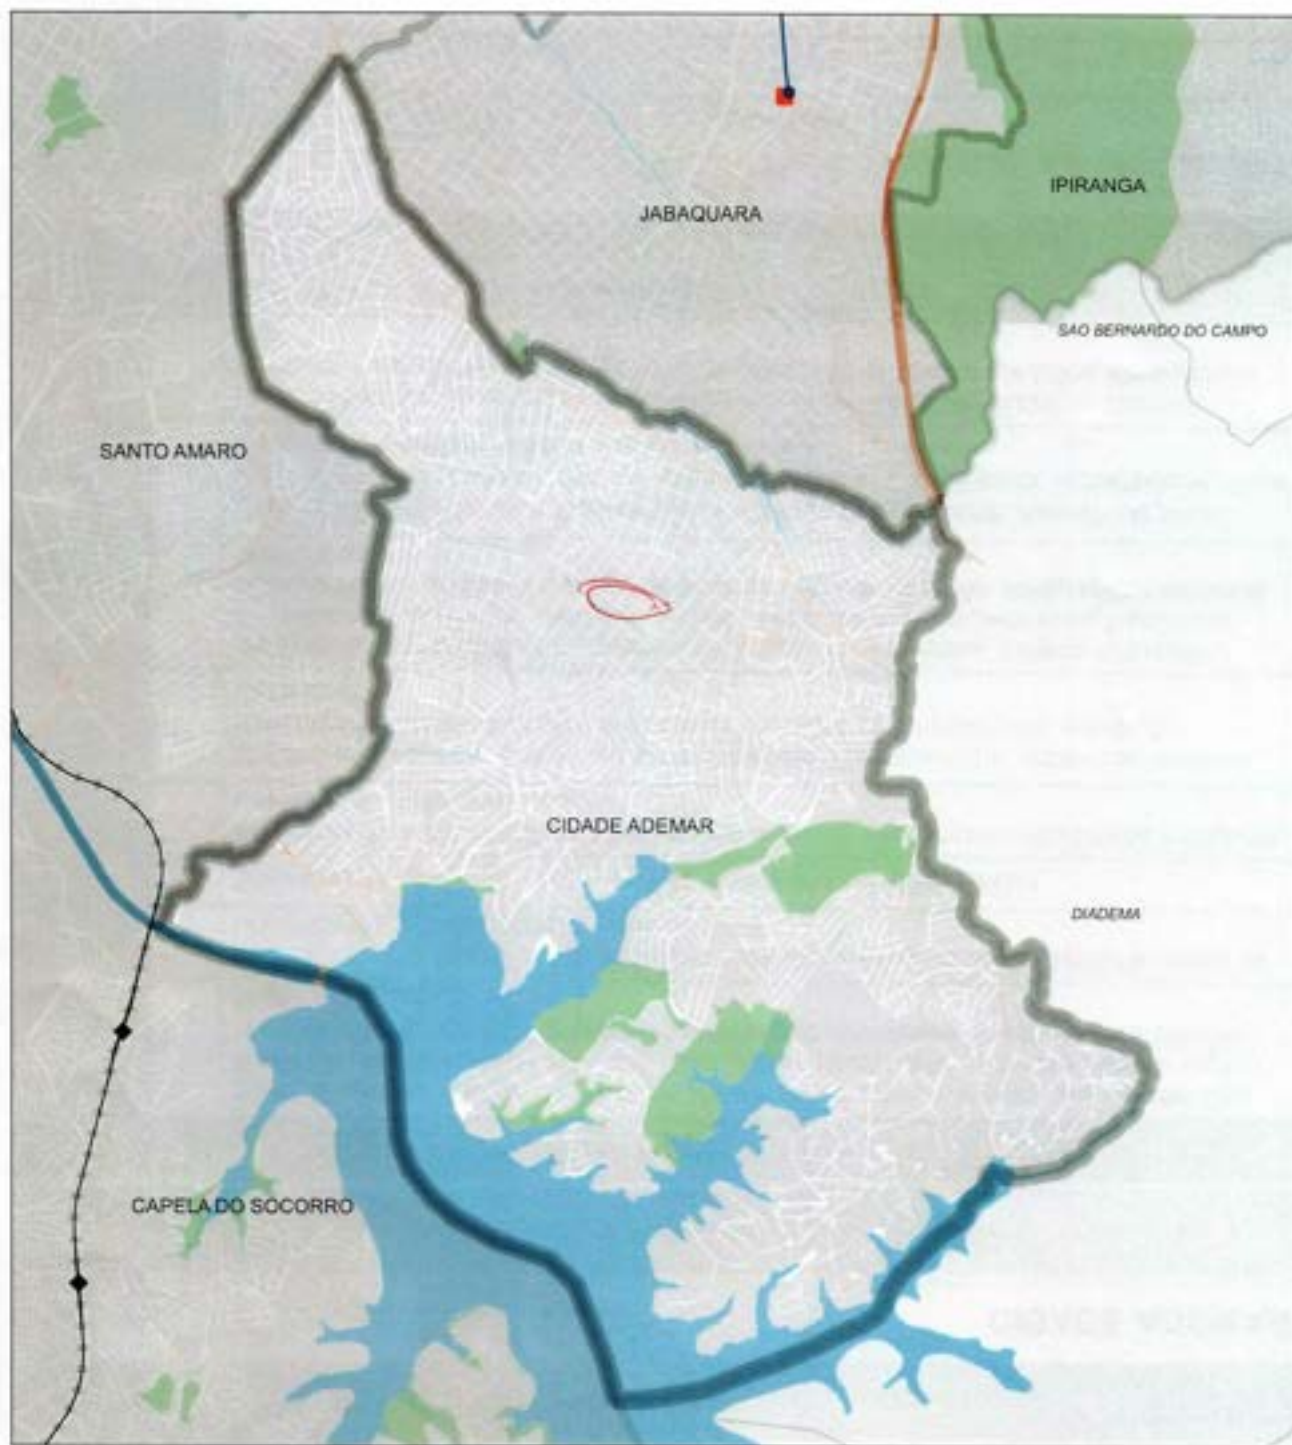 IPIRANGA
JABAQUARA
SAO BERNARDO DO CAMPO
SANTO AMARO
CIDADE ADEMAR
DIADEMA
CAPELA DO SOCORRO